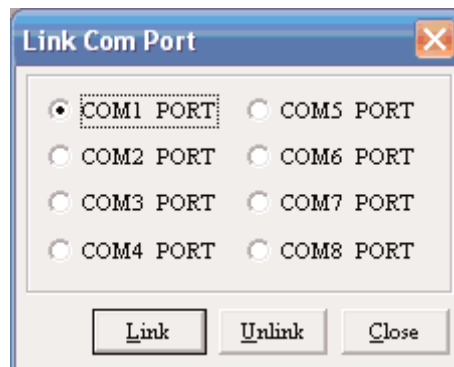 Link Com Port
COM1 PORT COM5 PORT
COM2 PORT COM6 PORT
COM3 PORT COM7 PORT
COM4 PORT COM8 PORT
Link Unlink Close